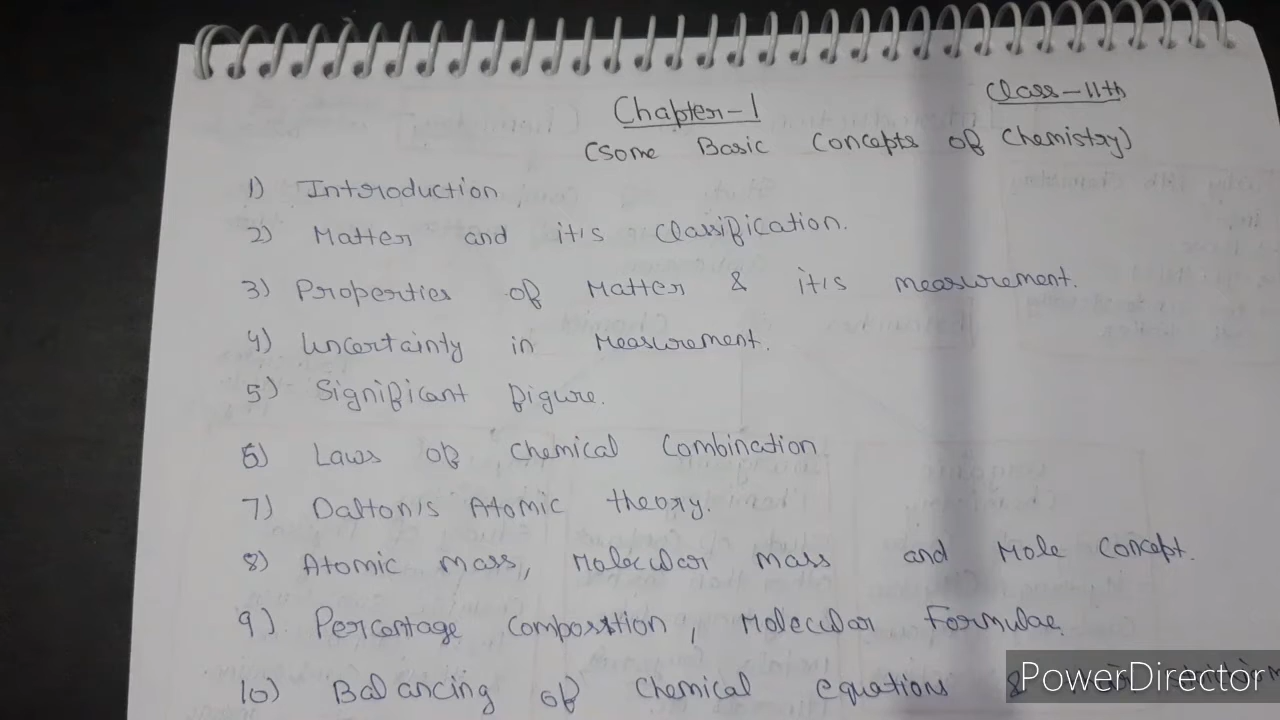 Class-11th
Chapter-1
(Some Basic Concepts of Chemistry)
1) Introduction
2) Matter and it's Classification.
3) Properties of Matter & it's measurement.
4) Uncertainty in Measurement.
5) Significant figure.
6) Laws of Chemical Combination
7) Dalton's Atomic theory.
8) Atomic mass, Molecular mass and Mole Concept.
9) Percentage composition, Molecular Formulae.
10) Balancing of Chemical equations &
PowerDirector